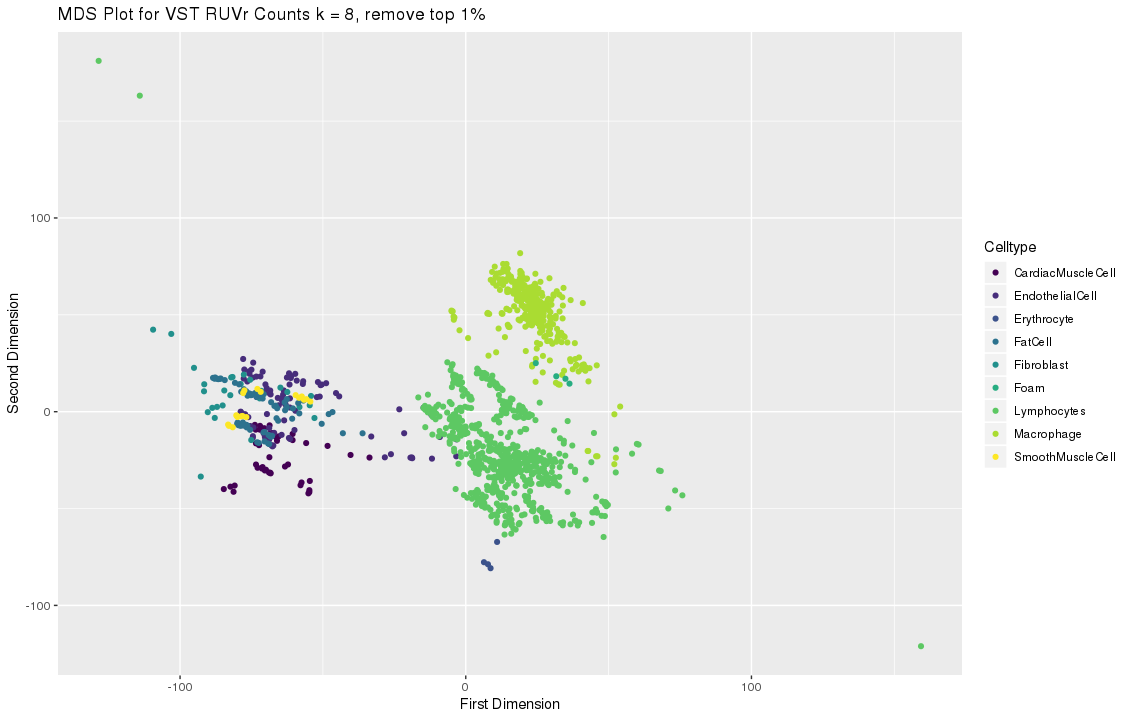 MDS Plot for VST RUVr Counts k = 8, remove top 1%
100
0
-100
Second Dimension
-100
0
100
First Dimension
Celltype
CardiacMuscleCell
EndothelialCell
Erythrocyte
FatCell
Fibroblast
Foam
Lymphocytes
Macrophage
SmoothMuscleCell